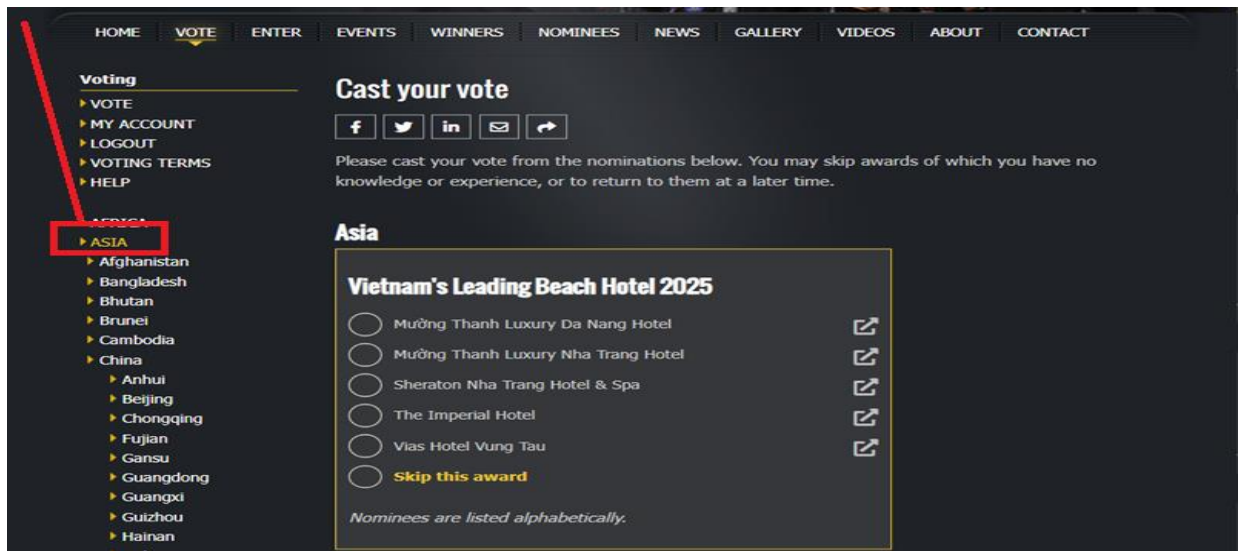 HOME VOTE ENTER EVENTS WINNERS NOMINEES NEWS GALLERY VIDEOS ABOUT CONTACT
Voting
VOTE
MY ACCOUNT
LOGOUT
VOTING TERMS
HELP
AFRICA
ASIA
Afghanistan
Bangladesh
Bhutan
Brunei
Cambodia
China
Anhui
Beijing
Chongqing
Fujian
Gansu
Guangdong
Guangxi
Guizhou
Hainan
Cast your vote
Please cast your vote from the nominations below. You may skip awards of which you have no
knowledge or experience, or to return to them at a later time.
Asia
Vietnam's Leading Beach Hotel 2025
Mường Thanh Luxury Da Nang Hotel
Mường Thanh Luxury Nha Trang Hotel
Sheraton Nha Trang Hotel & Spa
The Imperial Hotel
Vias Hotel Vung Tau
Skip this award
Nominees are listed alphabetically.